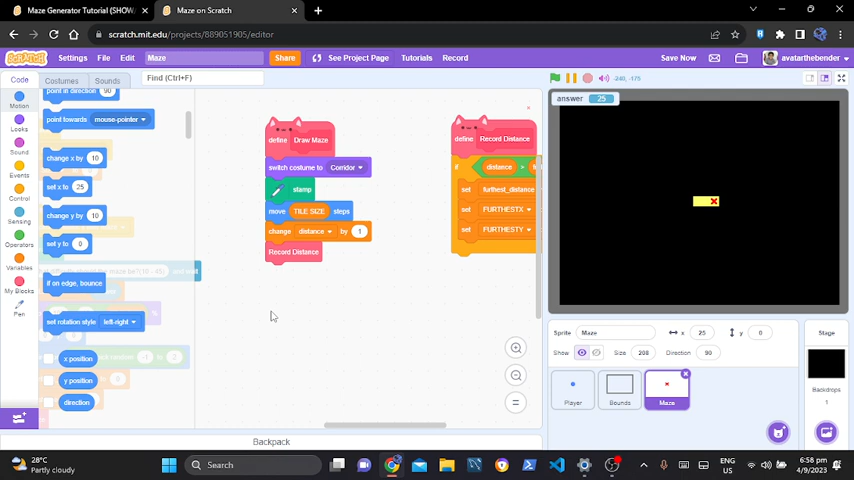 Maze Generator Tutorial (SHOW
Maze on Scratch
scratch.mit.edu/projects/889051905/editor
SCRATCH
Settings
File
Edit
Maze
Share
See Project Page
Tutorials
Debug
Save Now
avatarthebender
Code
Costumes
Sounds
Find (Ctrl+F)
-240, -175
Motion
Looks
Sound
Events
Control
Sensing
Operators
Variables
My Blocks
Pen
point in direction 90
point towards mouse-pointer
change x by 10
set x to 25
change y by 10
set y to 0
if on edge, bounce
set rotation style left-right
x position
y position
direction
and wait
define Draw Maze
switch costume to Corridor
stamp
move TILE SIZE steps
change distance by 1
Record Distance
define Record Distance
if distance >
set furthest_distance
set FURTHESTX
set FURTHESTY
answer 25
Sprite Maze x 25 y 0
Show Size 208 Direction 90
Player
Bounds
Maze
Stage
Backdrops
1
Backpack
28°C
Partly cloudy
Search
ENG
US
6:58 pm
4/9/2023